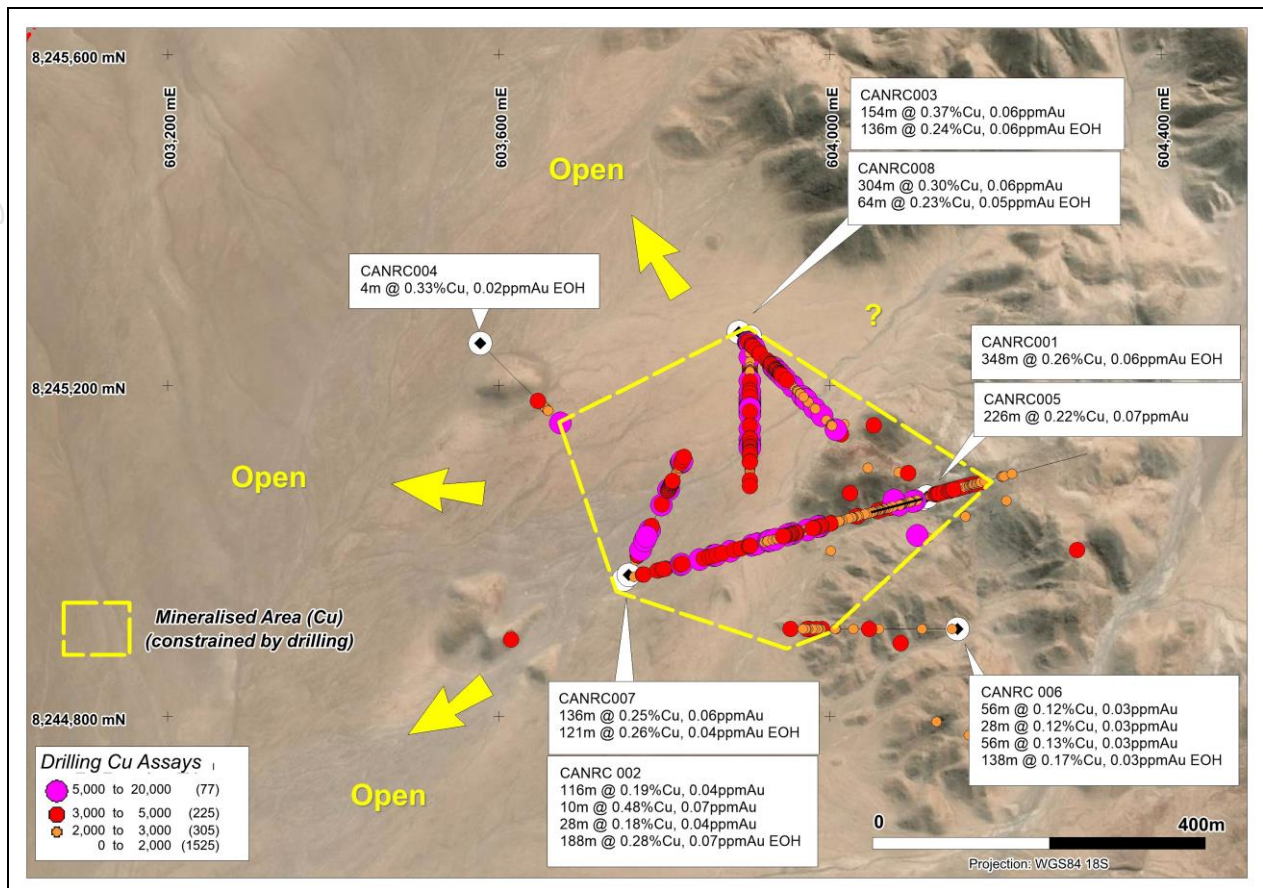 8,245,600 mN
603,200 mE
603,600 mE
604,000 mE
604,400 mE
CANRC003
154m @ 0.37%Cu, 0.06ppmAu
136m @ 0.24%Cu, 0.06ppmAu EOH
Open
CANRC008
304m @ 0.30%Cu, 0.06ppmAu
64m @ 0.23%Cu, 0.05ppmAu EOH
CANRC004
4m @ 0.33%Cu, 0.02ppmAu EOH
?
CANRC001
348m @ 0.26%Cu, 0.06ppmAu EOH
8,245,200 mN
CANRC005
226m @ 0.22%Cu, 0.07ppmAu
Open
Mineralised Area (Cu)
(constrained by drilling)
CANRC007
136m @ 0.25%Cu, 0.06ppmAu
121m @ 0.26%Cu, 0.04ppmAu EOH
CANRC 006
56m @ 0.12%Cu, 0.03ppmAu
28m @ 0.12%Cu, 0.03ppmAu
56m @ 0.13%Cu, 0.03ppmAu
138m @ 0.17%Cu, 0.03ppmAu EOH
8,244,800 mN
CANRC 002
116m @ 0.19%Cu, 0.04ppmAu
10m @ 0.48%Cu, 0.07ppmAu
28m @ 0.18%Cu, 0.04ppmAu
188m @ 0.28%Cu, 0.07ppmAu EOH
Open
Drilling Cu Assays
5,000 to 20,000 (77)
3,000 to 5,000 (225)
2,000 to 3,000 (305)
0 to 2,000 (1525)
0 400m
Projection: WGS84 18S